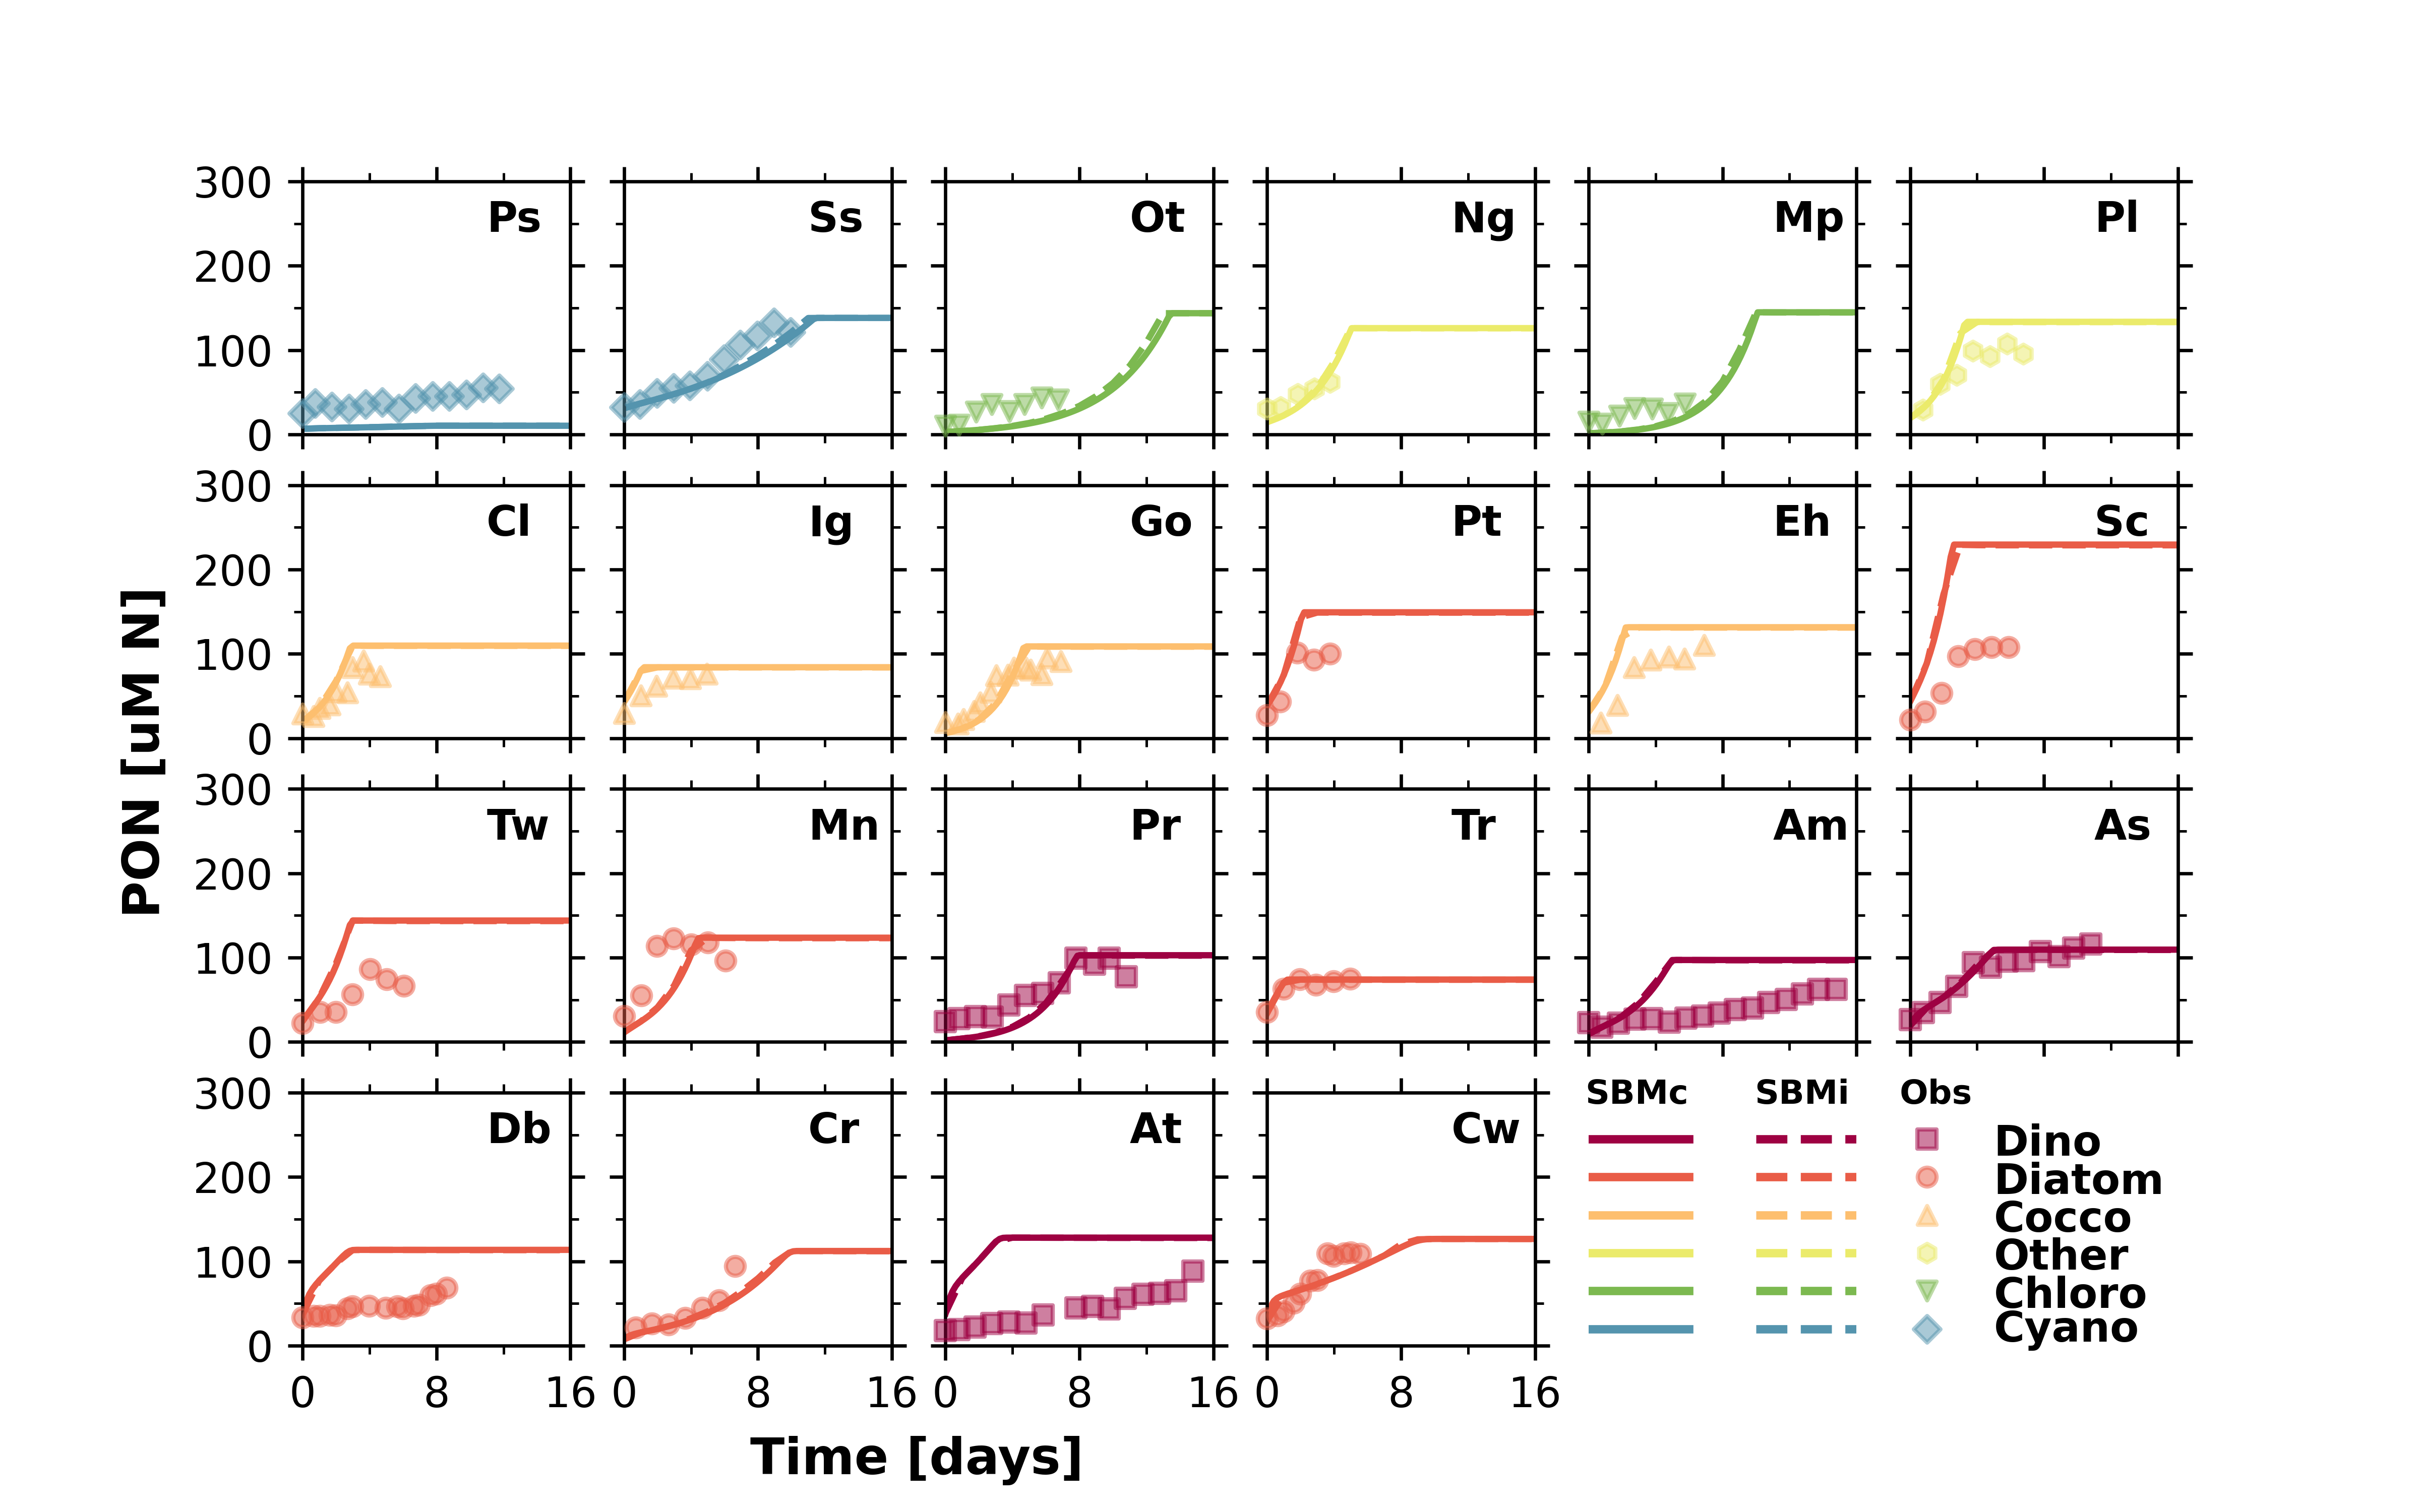 300
200
100
0
Ps
Ss
Ot
Ng
Mp
Pl
300
200
100
0
Cl
Ig
Go
Pt
Eh
Sc
300
200
100
0
Tw
Mn
Pr
Tr
Am
As
300
200
100
0
Db
Cr
At
Cw
0 8 16
0 8 16
0 8 16
0 8 16
PON [uM N]
Time [days]
SBMc SBMi Obs
Dino
Diatom
Cocco
Other
Chloro
Cyano